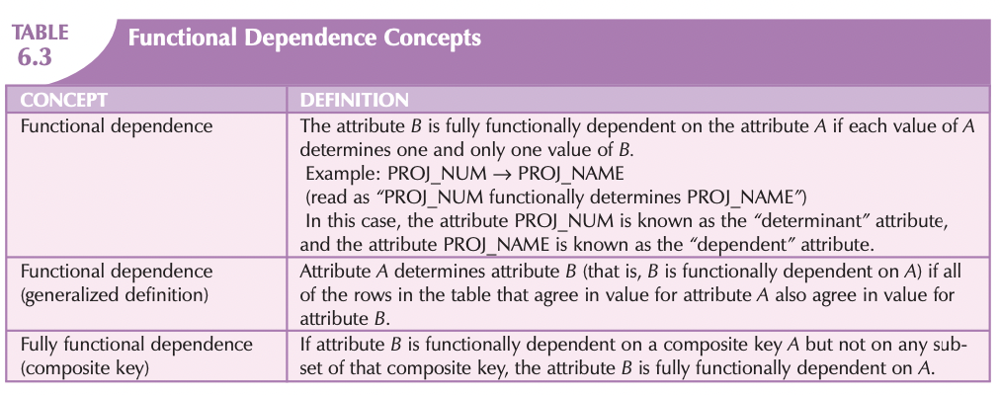 TABLE
6.3
Functional Dependence Concepts
CONCEPT
DEFINITION
Functional dependence
The attribute B is fully functionally dependent on the attribute A if each value of A
determines one and only one value of B.
Example: PROJ_NUM → PROJ_NAME
(read as “PROJ_NUM functionally determines PROJ_NAME”)
In this case, the attribute PROJ_NUM is known as the “determinant” attribute,
and the attribute PROJ_NAME is known as the “dependent” attribute.
Functional dependence
(generalized definition)
Attribute A determines attribute B (that is, B is functionally dependent on A) if all
of the rows in the table that agree in value for attribute A also agree in value for
attribute B.
Fully functional dependence
(composite key)
If attribute B is functionally dependent on a composite key A but not on any sub-
set of that composite key, the attribute B is fully functionally dependent on A.